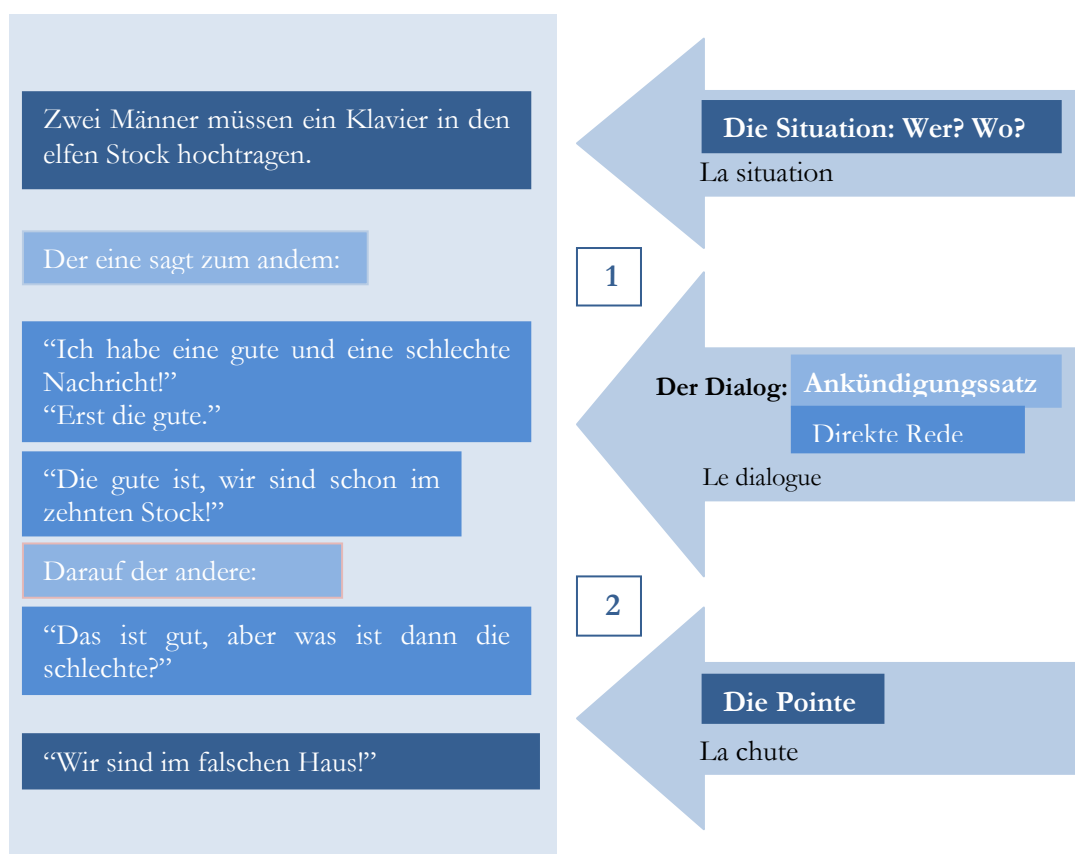 Zwei Männer müssen ein Klavier in den
elfen Stock hochtragen.
Der eine sagt zum andem:
“Ich habe eine gute und eine schlechte
Nachricht!”
“Erst die gute.”
“Die gute ist, wir sind schon im
zehnten Stock!”
Darauf der andere:
“Das ist gut, aber was ist dann die
schlechte?”
“Wir sind im falschen Haus!”
Die Situation: Wer? Wo?
La situation
1
Der Dialog: Ankündigungssatz
Direkte Rede
Le dialogue
2
Die Pointe
La chute